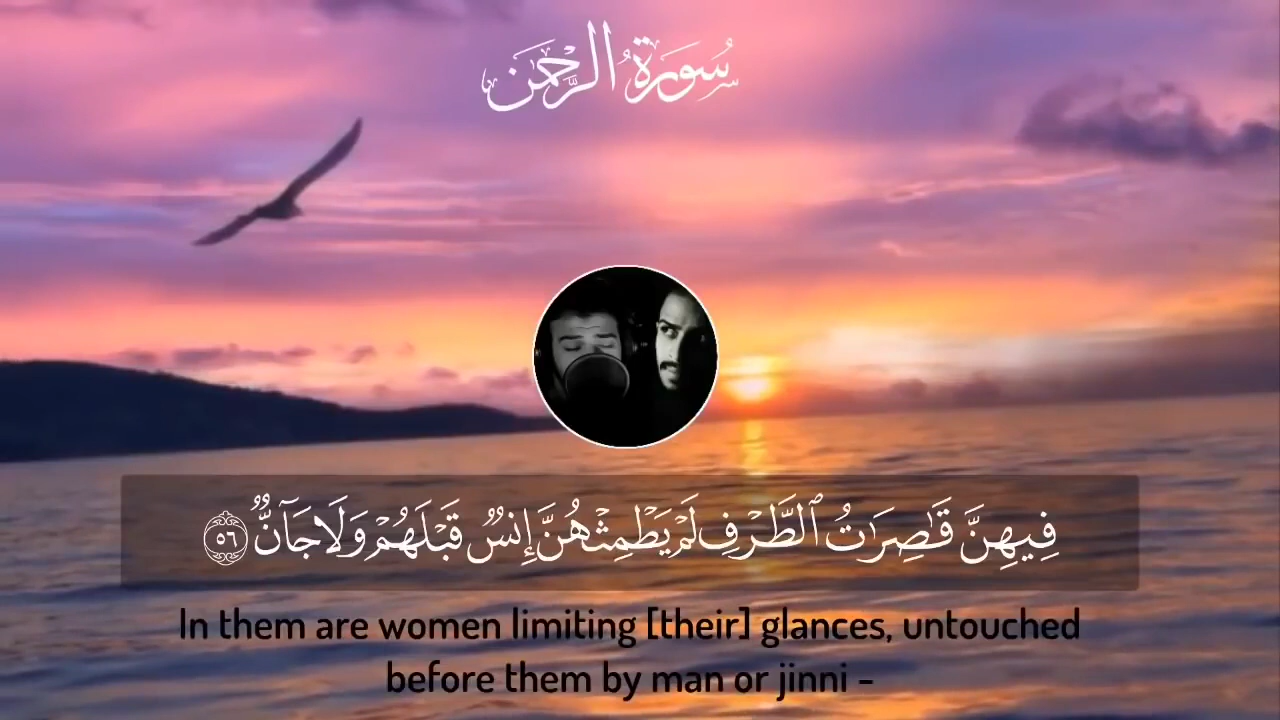 سُورَةُ الرَّحْمَٰن
فِيهِنَّ قَٰصِرَٰتُ ٱلطَّرْفِ لَمْ يَطْمِثْهُنَّ إِنسٌ قَبْلَهُمْ وَلَا جَآنٌّ ٥٦
In them are women limiting [their] glances, untouched
before them by man or jinni -